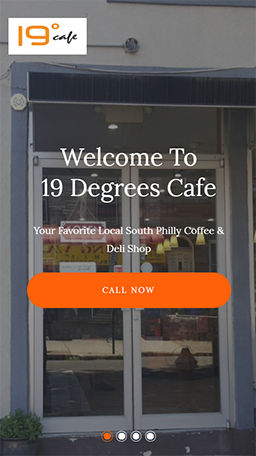 19° cafe
Welcome To
19 Degrees Cafe
Your Favorite Local South Philly Coffee &
Deli Shop
CALL NOW